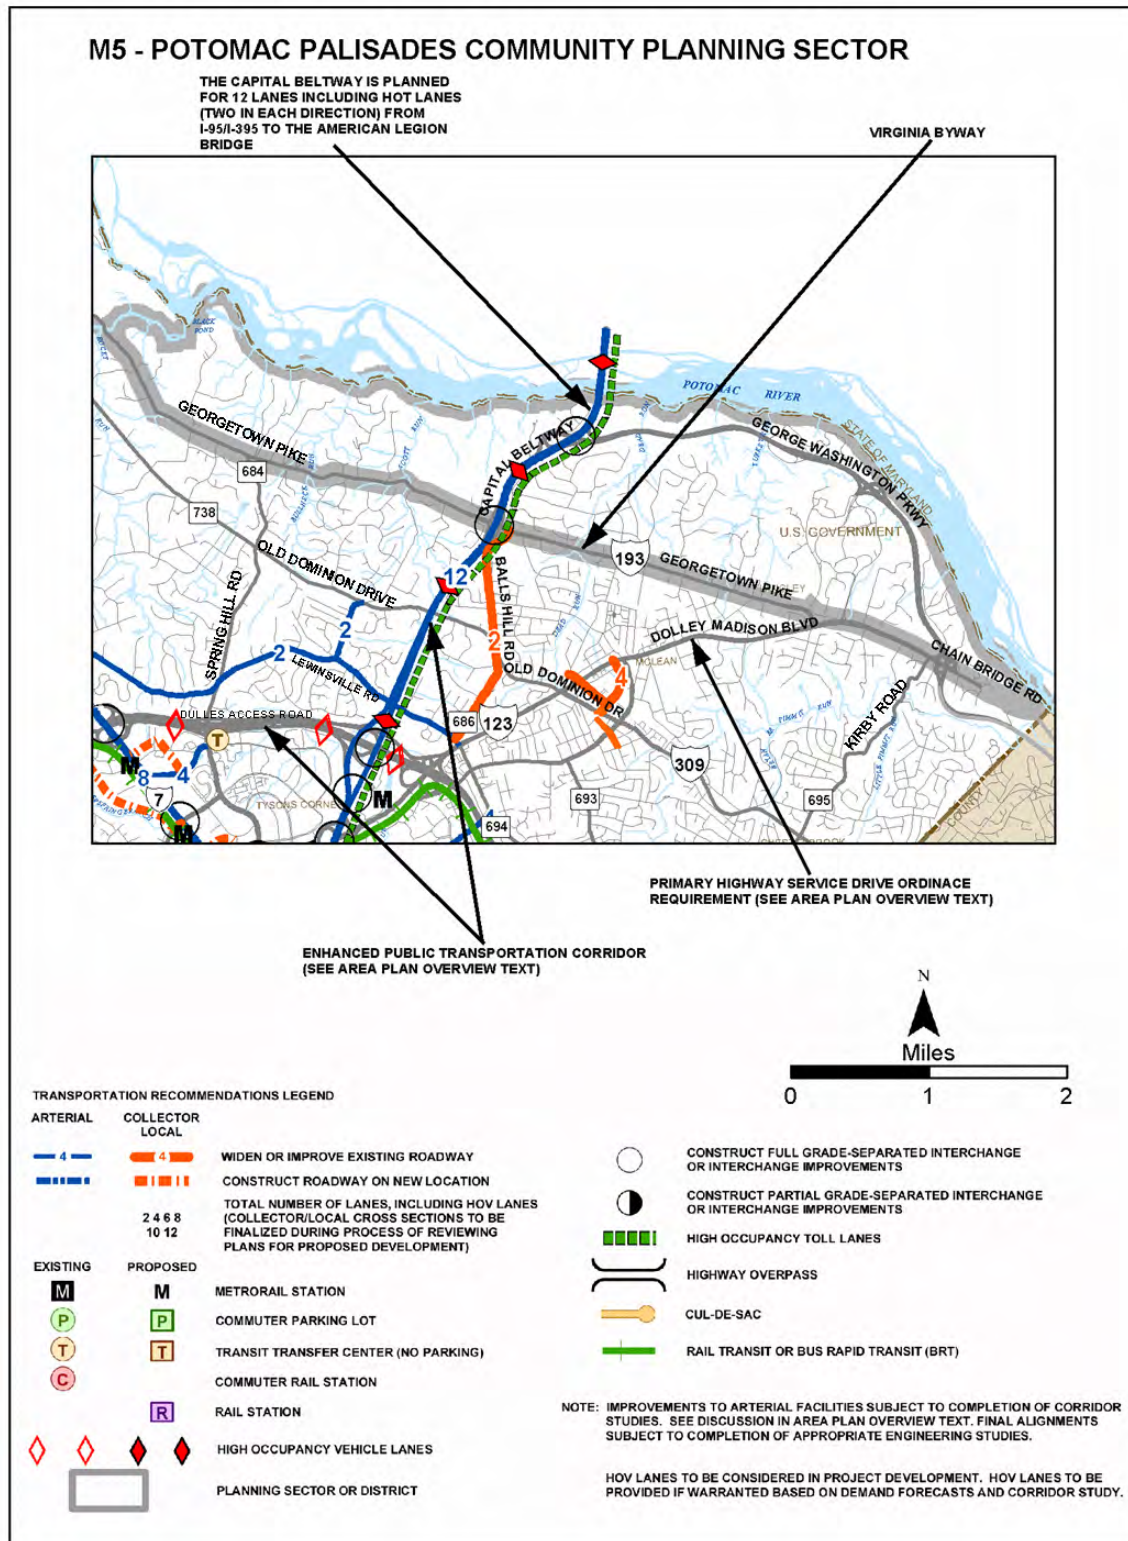 M5 - POTOMAC PALISADES COMMUNITY PLANNING SECTOR
THE CAPITAL BELTWAY IS PLANNED
FOR 12 LANES INCLUDING HOT LANES
(TWO IN EACH DIRECTION) FROM
I-95/I-395 TO THE AMERICAN LEGION
BRIDGE
VIRGINIA BYWAY
BLACK
POND
POTOMAC RIVER
STATE OF MARYLAND
GEORGETOWN PIKE
CAPITAL BELTWAY
GEORGE WASHINGTON PKWY
SCOTT RUN
684
738
U.S. GOVERNMENT
193
GEORGETOWN PIKE
OLD DOMINION DRIVE
12
BALLS HILL RD
SPRING HILL RD
2
2
2
DOLLEY MADISON BLVD
MCLEAN
LEWINSVILLE RD
OLD DOMINION DR
4
CHAIN BRIDGE RD
KIRBY ROAD
DULLES ACCESS ROAD
686
123
T
309
M
8
4
7
M
M
TYSONS CORNER
693
695
694
COUNTY
PRIMARY HIGHWAY SERVICE DRIVE ORDINACE
REQUIREMENT (SEE AREA PLAN OVERVIEW TEXT)
ENHANCED PUBLIC TRANSPORTATION CORRIDOR
(SEE AREA PLAN OVERVIEW TEXT)
N
Miles
0 1 2
TRANSPORTATION RECOMMENDATIONS LEGEND
ARTERIAL COLLECTOR
LOCAL
4 4 WIDEN OR IMPROVE EXISTING ROADWAY
CONSTRUCT ROADWAY ON NEW LOCATION
2 4 6 8
10 12
TOTAL NUMBER OF LANES, INCLUDING HOV LANES
(COLLECTOR/LOCAL CROSS SECTIONS TO BE
FINALIZED DURING PROCESS OF REVIEWING
PLANS FOR PROPOSED DEVELOPMENT)
EXISTING PROPOSED
M M METRORAIL STATION
P P COMMUTER PARKING LOT
T T TRANSIT TRANSFER CENTER (NO PARKING)
C COMMUTER RAIL STATION
R RAIL STATION
HIGH OCCUPANCY VEHICLE LANES
PLANNING SECTOR OR DISTRICT
CONSTRUCT FULL GRADE-SEPARATED INTERCHANGE
OR INTERCHANGE IMPROVEMENTS
CONSTRUCT PARTIAL GRADE-SEPARATED INTERCHANGE
OR INTERCHANGE IMPROVEMENTS
HIGH OCCUPANCY TOLL LANES
HIGHWAY OVERPASS
CUL-DE-SAC
RAIL TRANSIT OR BUS RAPID TRANSIT (BRT)
NOTE: IMPROVEMENTS TO ARTERIAL FACILITIES SUBJECT TO COMPLETION OF CORRIDOR
STUDIES. SEE DISCUSSION IN AREA PLAN OVERVIEW TEXT. FINAL ALIGNMENTS
SUBJECT TO COMPLETION OF APPROPRIATE ENGINEERING STUDIES.
HOV LANES TO BE CONSIDERED IN PROJECT DEVELOPMENT. HOV LANES TO BE
PROVIDED IF WARRANTED BASED ON DEMAND FORECASTS AND CORRIDOR STUDY.